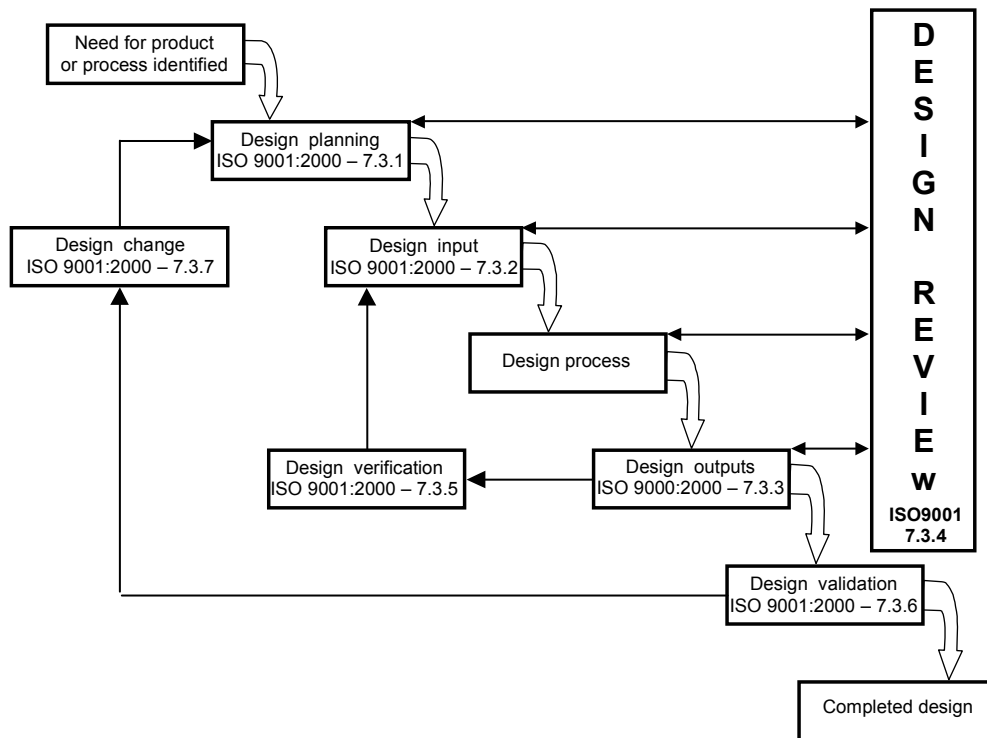 Need for product
or process identified
Design planning
ISO 9001:2000 – 7.3.1
Design change
ISO 9001:2000 – 7.3.7
Design input
ISO 9001:2000 – 7.3.2
Design process
Design verification
ISO 9001:2000 – 7.3.5
Design outputs
ISO 9000:2000 – 7.3.3
Design validation
ISO 9001:2000 – 7.3.6
Completed design
D
E
S
I
G
N
R
E
V
I
E
w
ISO9001
7.3.4